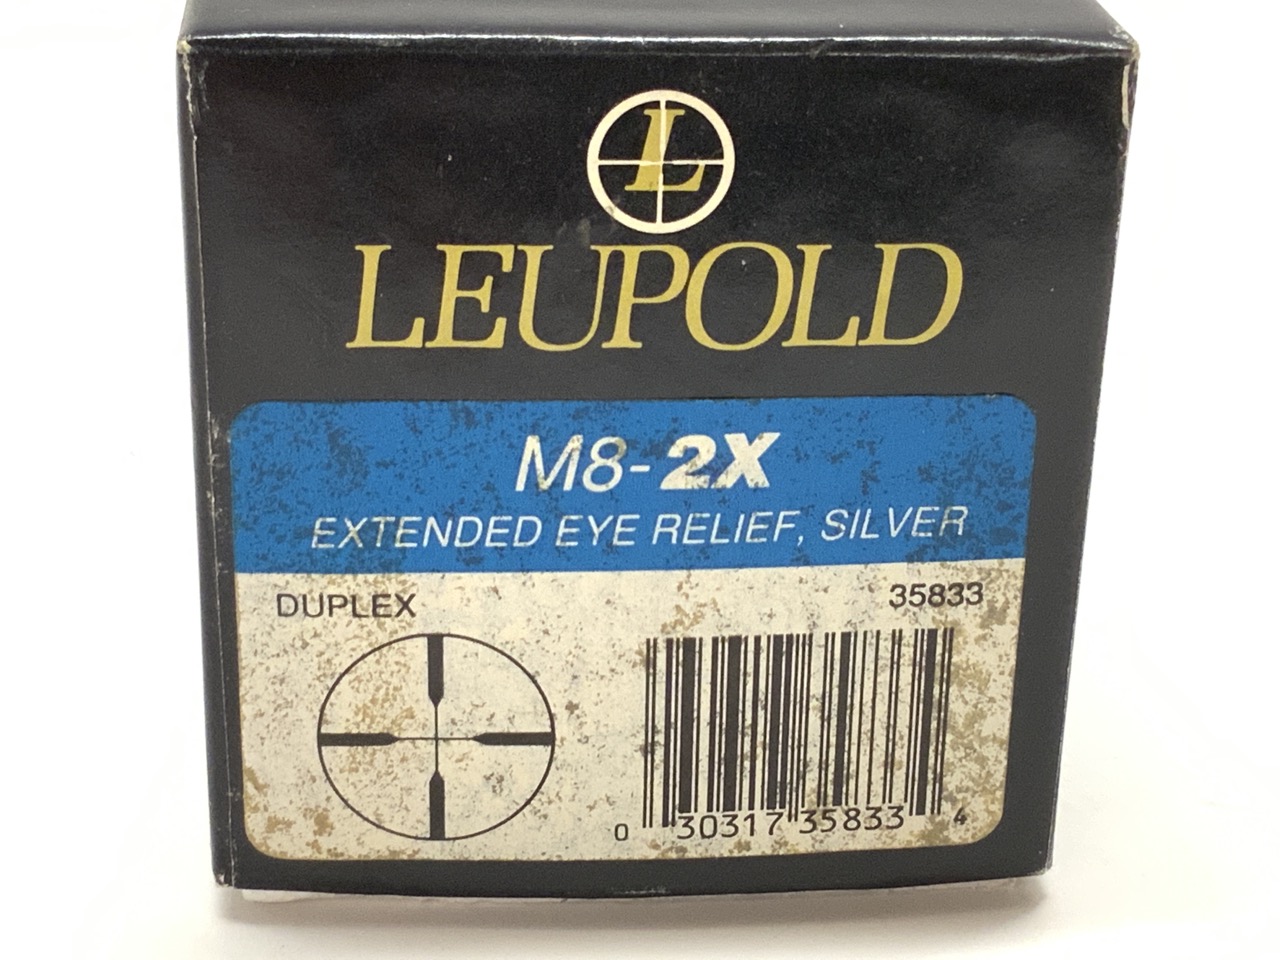 L
LEUPOLD
M8-2X
EXTENDED EYE RELIEF, SILVER
DUPLEX
35833
0 30317 35833 4